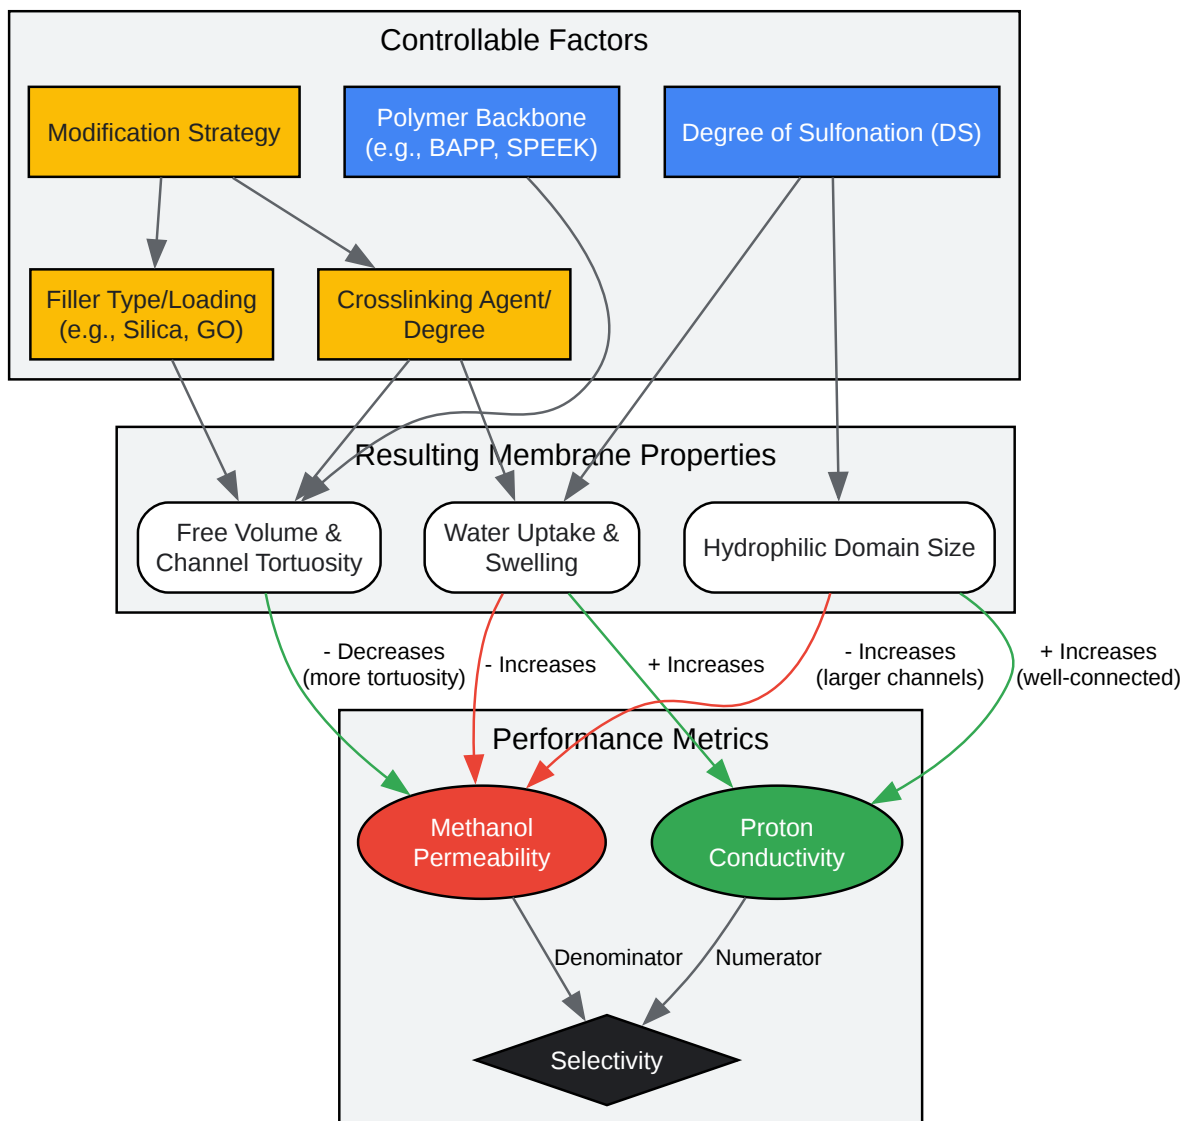 Controllable Factors
Modification Strategy
Polymer Backbone
(e.g., BAPP, SPEEK)
Degree of Sulfonation (DS)
Filler Type/Loading
(e.g., Silica, GO)
Crosslinking Agent/
Degree
Resulting Membrane Properties
Free Volume &
Channel Tortuosity
Water Uptake &
Swelling
Hydrophilic Domain Size
- Decreases
(more tortuosity)
- Increases
+ Increases
- Increases
(larger channels)
+ Increases
(well-connected)
Performance Metrics
Methanol
Permeability
Proton
Conductivity
Denominator
Numerator
Selectivity